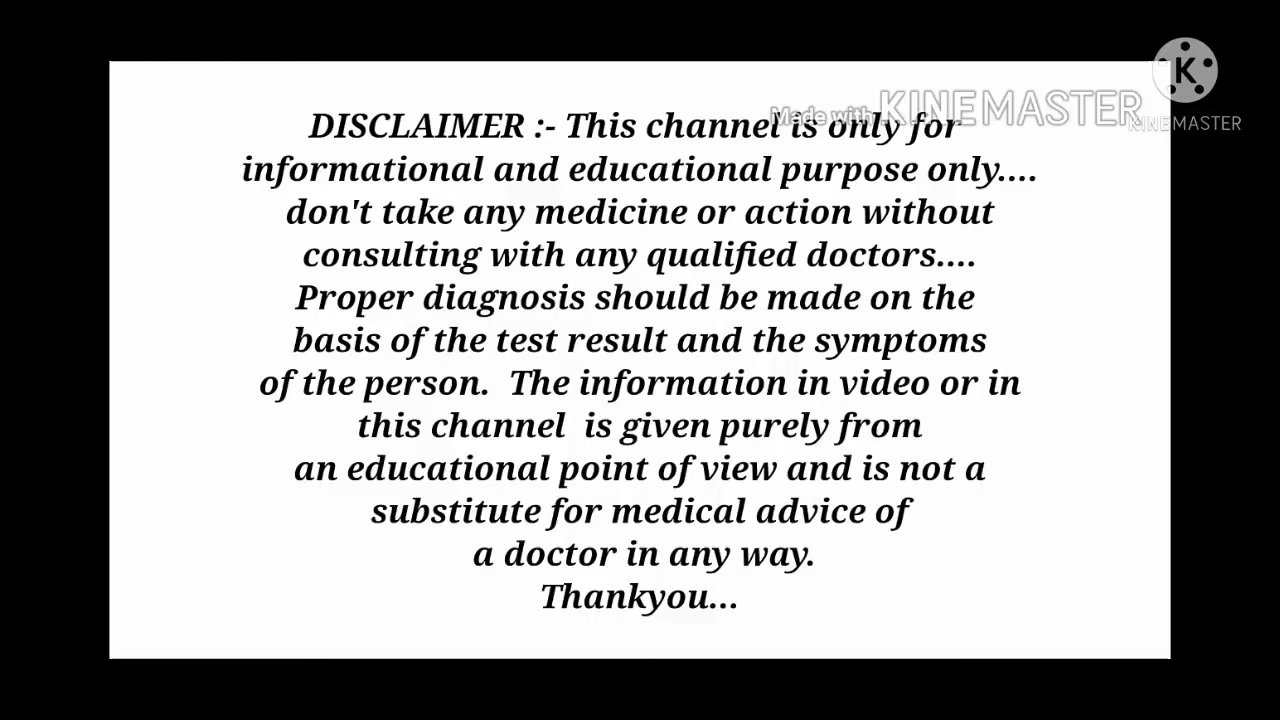 DISCLAIMER :- This channel is only for
informational and educational purpose only....
don't take any medicine or action without
consulting with any qualified doctors....
Proper diagnosis should be made on the
basis of the test result and the symptoms
of the person. The information in video or in
this channel is given purely from
an educational point of view and is not a
substitute for medical advice of
a doctor in any way.
Thankyou...
Made with KINEMASTER
K
KINEMASTER